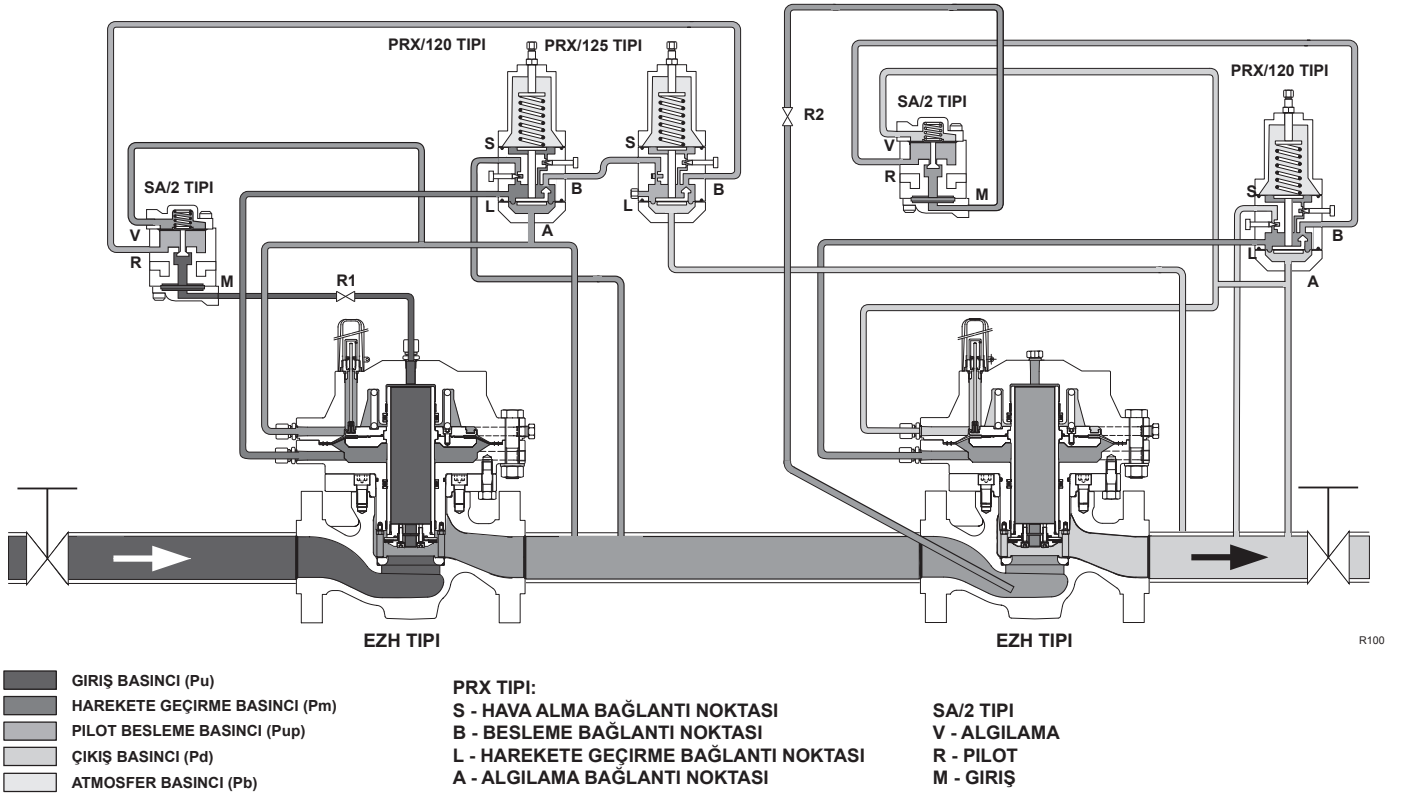 PRX/120 TIPI
PRX/125 TIPI
PRX/120 TIPI
SA/2 TIPI
R2
S
S
V
B
B
R
SA/2 TIPI
M
S
L
L
V
A
B
R
L
M
R1
A
EZH TIPI
EZH TIPI
R100
GIRIŞ BASINCI (Pu)
HAREKETE GEÇIRME BASINCI (Pm)
PILOT BESLEME BASINCI (Pup)
ÇIKIŞ BASINCI (Pd)
ATMOSFER BASINCI (Pb)
PRX TIPI:
S - HAVA ALMA BAĞLANTI NOKTASI
B - BESLEME BAĞLANTI NOKTASI
L - HAREKETE GEÇIRME BAĞLANTI NOKTASI
A - ALGILAMA BAĞLANTI NOKTASI
SA/2 TIPI
V - ALGILAMA
R - PILOT
M - GIRIŞ